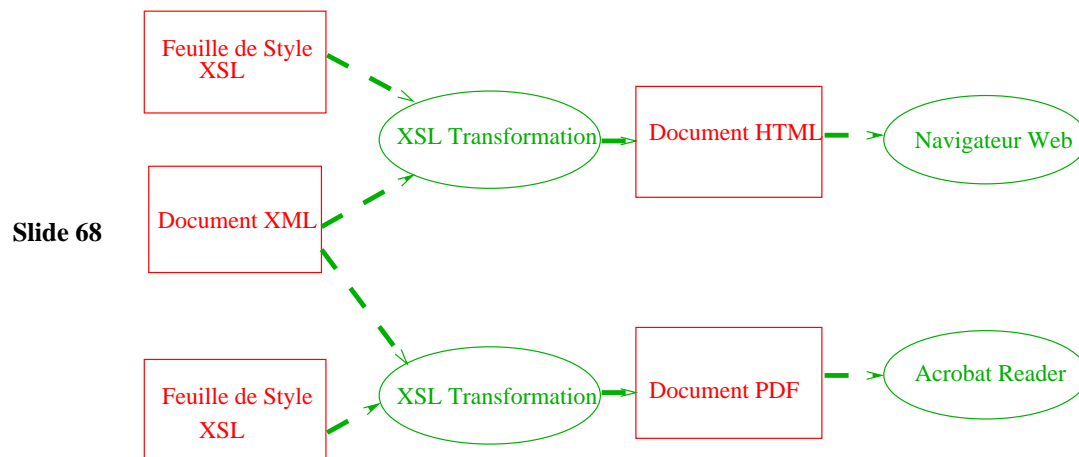 Feuille de Style
XSL
XSL Transformation
Document HTML
Navigateur Web
Document XML
Slide 68
Feuille de Style
XSL
XSL Transformation
Document PDF
Acrobat Reader